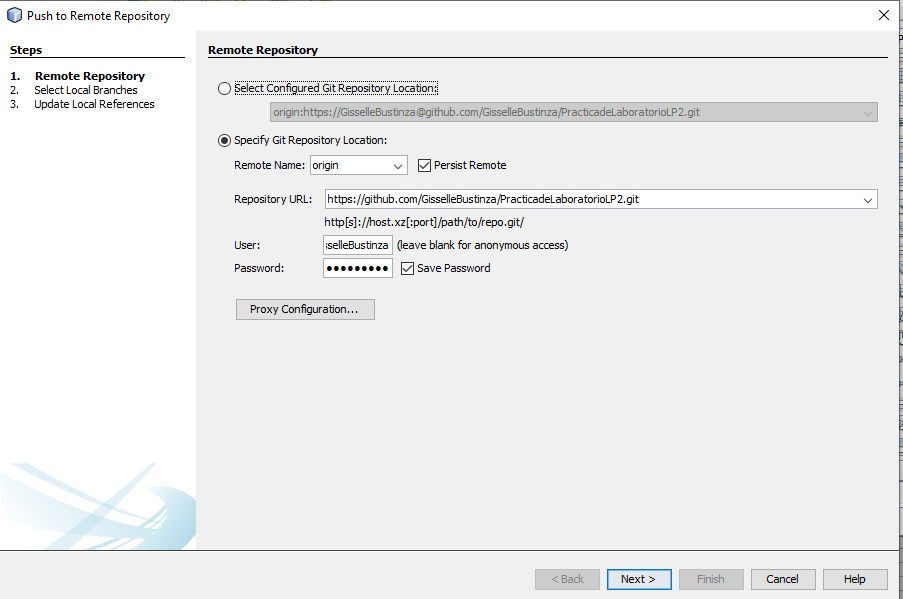 Push to Remote Repository
Steps
1. Remote Repository
2. Select Local Branches
3. Update Local References
Remote Repository
Select Configured Git Repository Location:
origin:https://GisselleBustinza@github.com/GisselleBustinza/PracticadeLaboratorioLP2.git
Specify Git Repository Location:
Remote Name: origin Persist Remote
Repository URL: https://github.com/GisselleBustinza/PracticadeLaboratorioLP2.git
http[s]://host.xz[:port]/path/to/repo.git/
User: selleBustinza (leave blank for anonymous access)
Password: ●●●●●●●●● Save Password
Proxy Configuration...
< Back Next > Finish Cancel Help